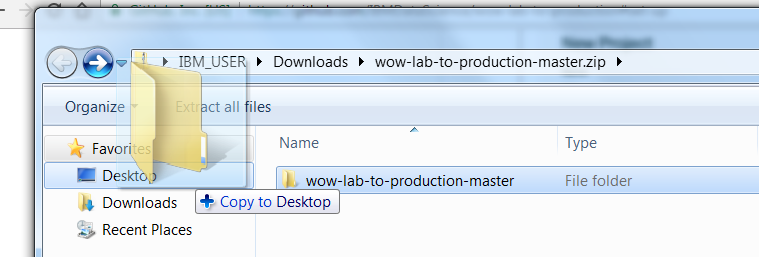 IBM_USER Downloads wow-lab-to-production-master.zip
Organize Extract all files
Name Type
Favorites
Desktop
wow-lab-to-production-master File folder
Downloads
Copy to Desktop
Recent Places